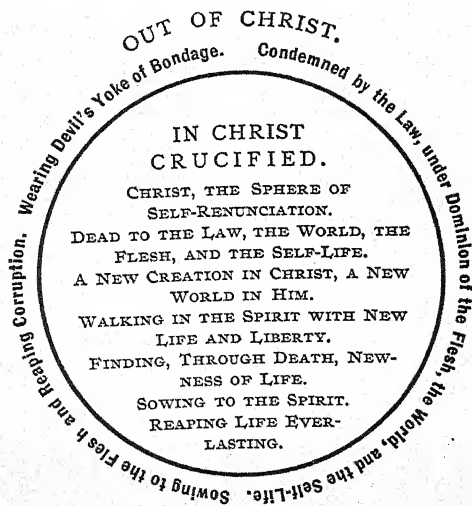 OUT OF CHRIST.
Condemned by the Law, under Dominion of the Flesh, the World, and the Self-Life. Sowing to the Flesh and Reaping Corruption. Wearing Devil's Yoke of Bondage.
IN CHRIST
CRUCIFIED.
CHRIST, THE SPHERE OF
SELF-RENUNCIATION.
DEAD TO THE LAW, THE WORLD, THE
FLESH, AND THE SELF-LIFE.
A NEW CREATION IN CHRIST, A NEW
WORLD IN HIM.
WALKING IN THE SPIRIT WITH NEW
LIFE AND LIBERTY.
FINDING, THROUGH DEATH, NEW-
NESS OF LIFE.
SOWING TO THE SPIRIT.
REAPING LIFE EVER-
LASTING.